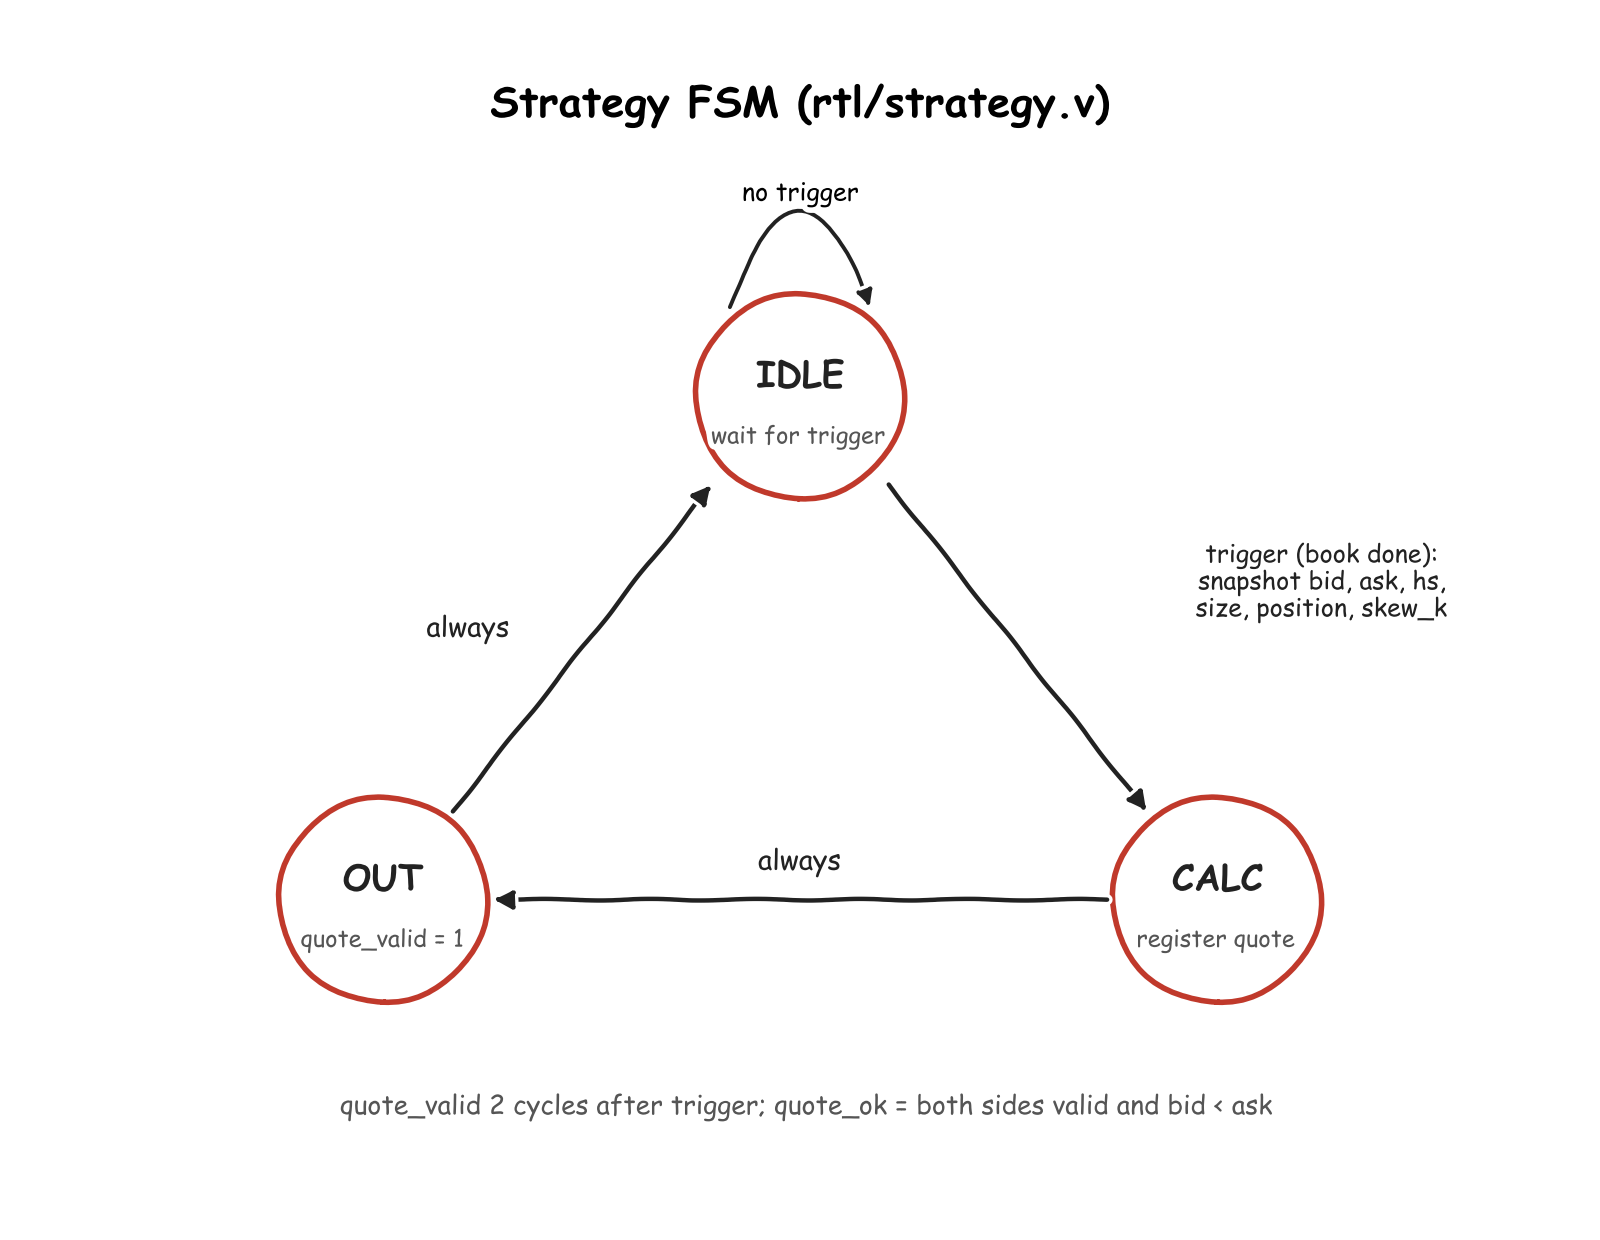 Strategy FSM (rtl/strategy.v)
no trigger
IDLE
wait for trigger
trigger (book done):
snapshot bid, ask, hs,
size, position, skew_k
always
always
OUT
quote_valid = 1
CALC
register quote
quote_valid 2 cycles after trigger; quote_ok = both sides valid and bid < ask